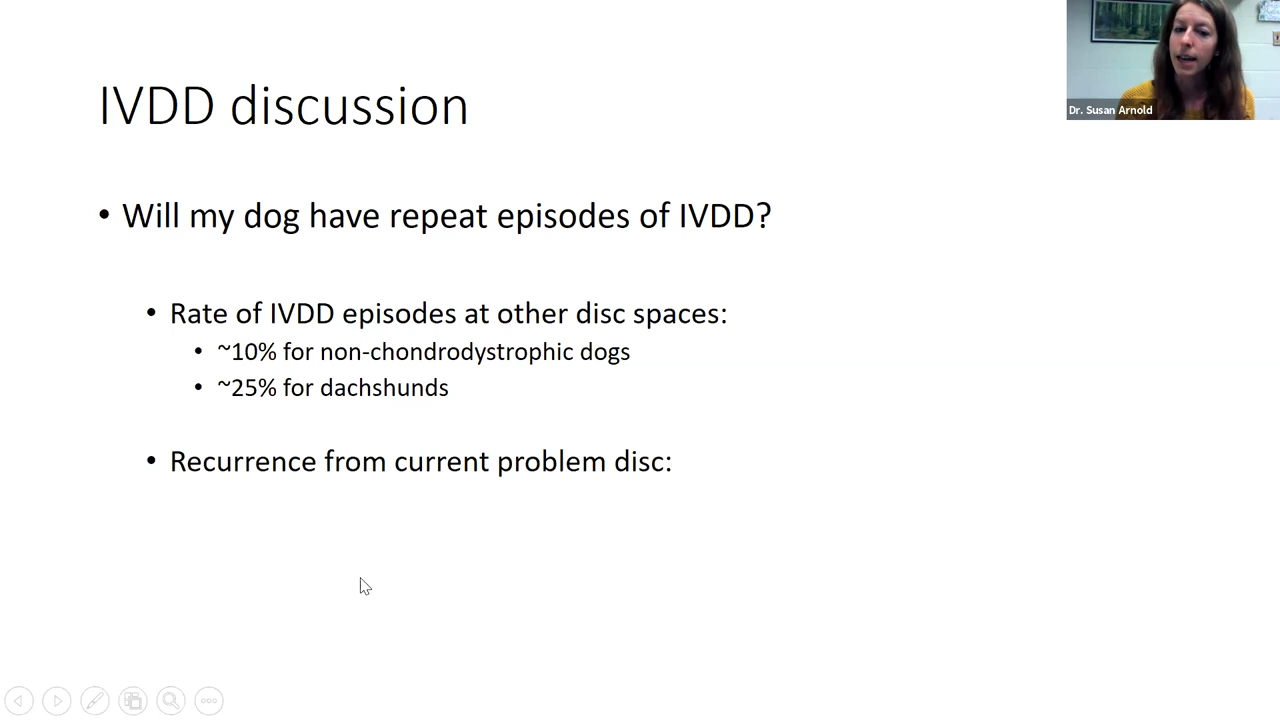 Dr. Susan Arnold
IVDD discussion
• Will my dog have repeat episodes of IVDD?
• Rate of IVDD episodes at other disc spaces:
• ~10% for non-chondrodystrophic dogs
• ~25% for dachshunds
• Recurrence from current problem disc: